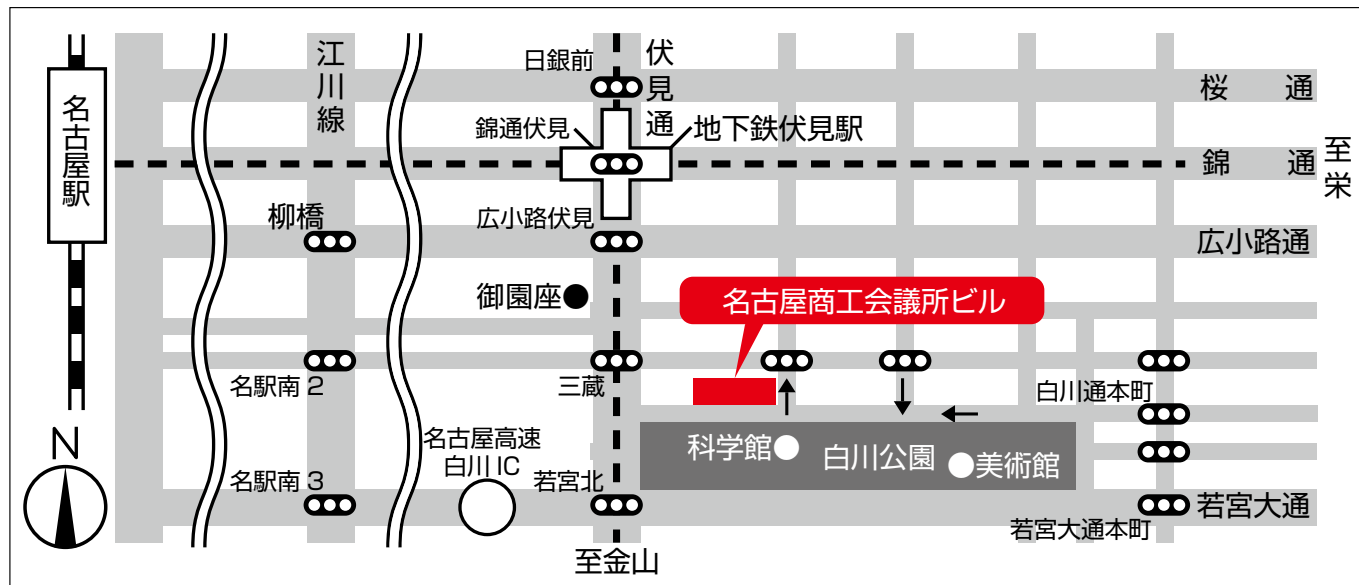 日銀前
伏見通
江川線
桜 通
名古屋駅
錦通伏見
地下鉄伏見駅
錦 通
至栄
柳橋
広小路伏見
広小路通
御園座
名古屋商工会議所ビル
名駅南2
三蔵
白川通本町
名古屋高速
白川IC
科学館
白川公園
美術館
N
名駅南3
若宮北
若宮大通
若宮大通本町
至金山